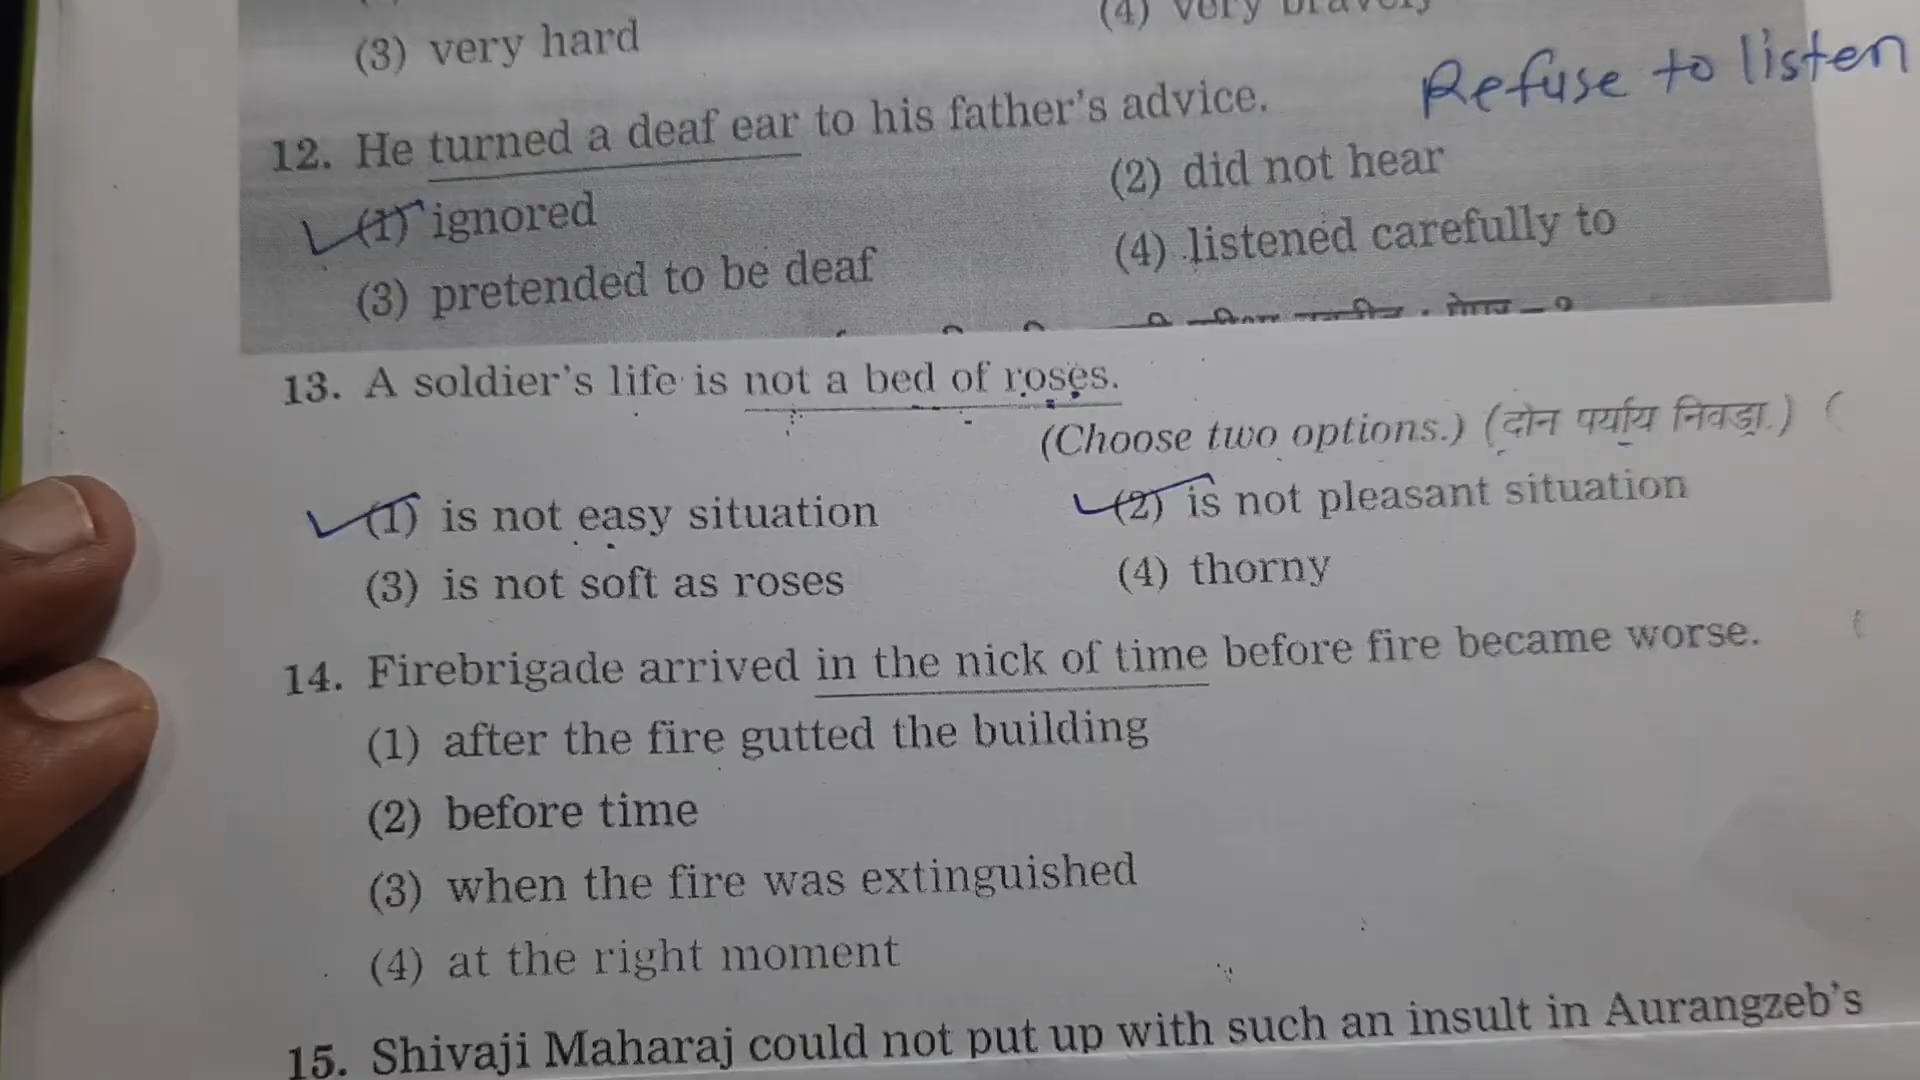 (4) very bravely
(3) very hard
Refuse to listen
12. He turned a deaf ear to his father's advice.
(1) ignored
(2) did not hear
(3) pretended to be deaf
(4) listened carefully to
13. A soldier's life is not a bed of roses.
(Choose two options.) (दोन पर्याय निवडा.)
(1) is not easy situation
(2) is not pleasant situation
(3) is not soft as roses
(4) thorny
14. Firebrigade arrived in the nick of time before fire became worse.
(1) after the fire gutted the building
(2) before time
(3) when the fire was extinguished
(4) at the right moment
15. Shivaji Maharaj could not put up with such an insult in Aurangzeb's